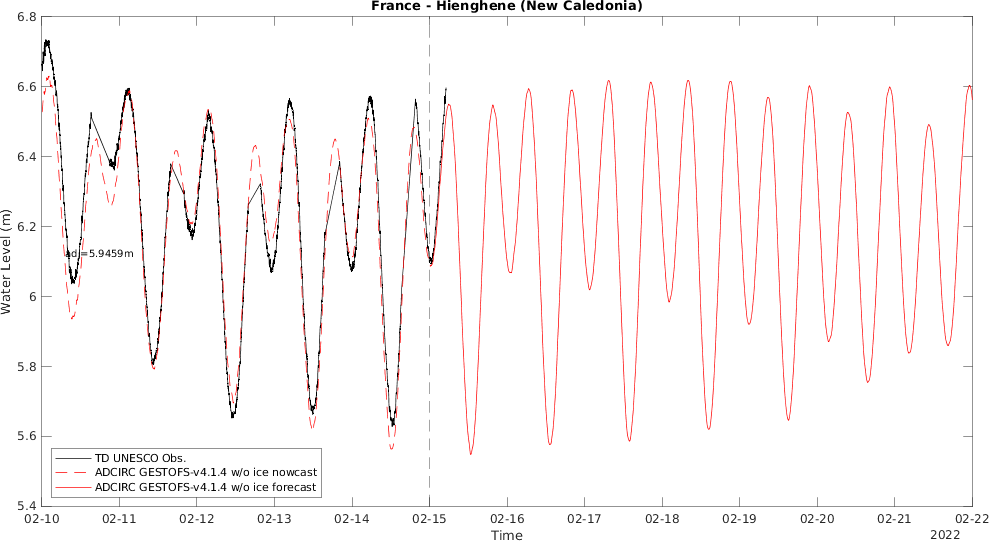 France - Hienghene (New Caledonia)
6.8
6.6
6.4
6.2
6
5.8
5.6
5.4
Water Level (m)
=5.9459m
TD UNESCO Obs.
ADCIRC GESTOFS-v4.1.4 w/o ice nowcast
ADCIRC GESTOFS-v4.1.4 w/o ice forecast
02-10 02-11 02-12 02-13 02-14 02-15 02-16 02-17 02-18 02-19 02-20 02-21 02-22
Time
2022